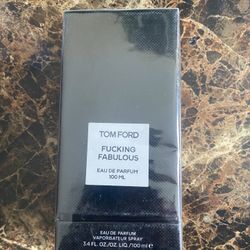 TOM FORD
FUCKING
FABULOUS
EAU DE PARFUM
100 ML
EAU DE PARFUM
VAPORISATEUR SPRAY
3.4 FL.OZ./OZ. LIQ./100 ml ℮